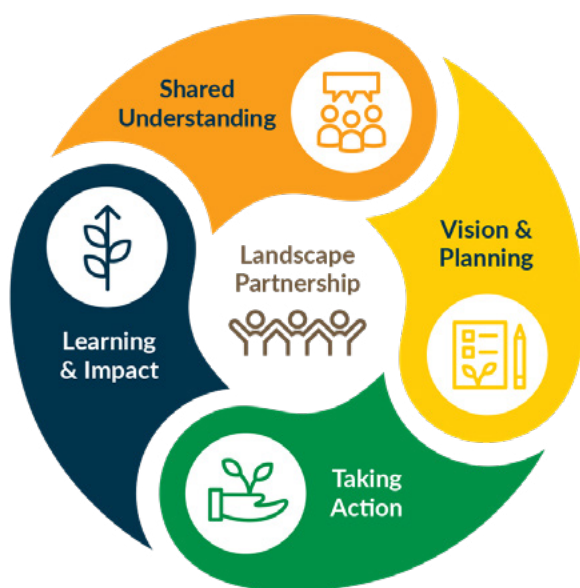 Shared
Understanding
Vision &
Planning
Landscape
Partnership
Learning
& Impact
Taking
Action